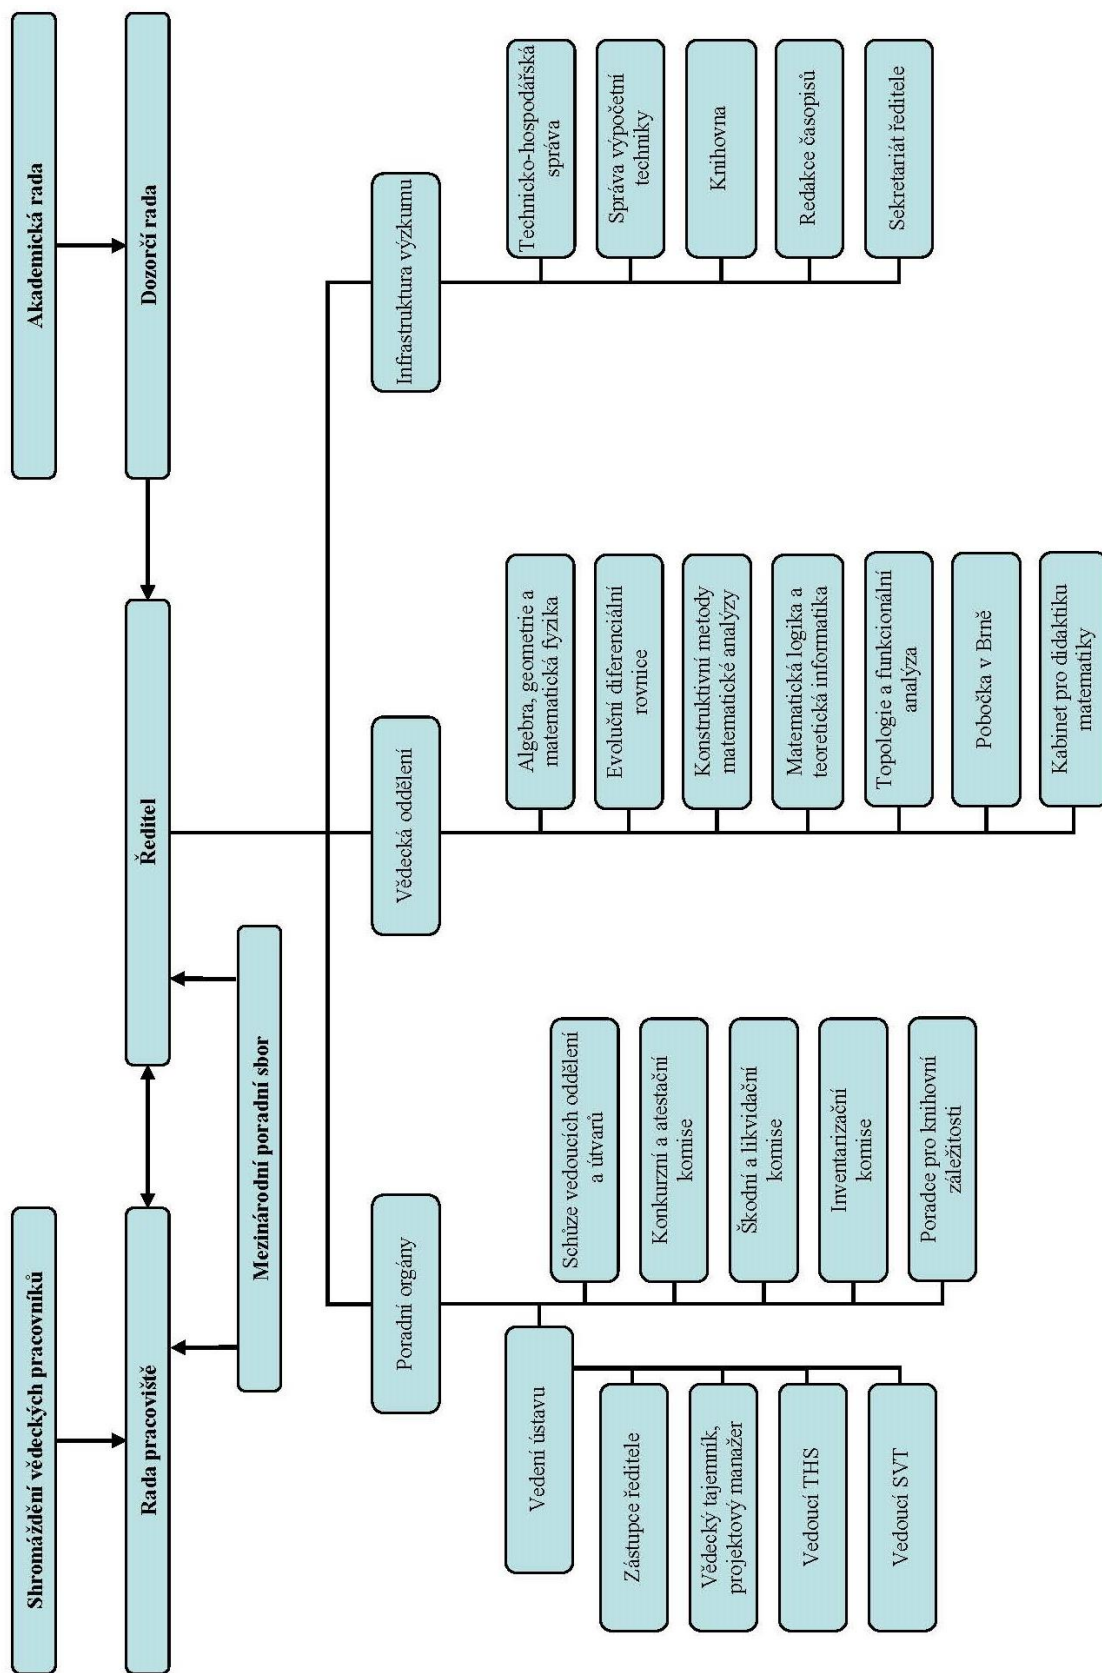 Shromáždění vědeckých pracovníků
Akademická rada
Rada pracoviště
Ředitel
Dozorčí rada
Mezinárodní poradní sbor
Poradní orgány
Vědecká oddělení
Infrastruktura výzkumu
Vedení ústavu
Zástupce ředitele
Vědecký tajemník,
projektový manažer
Vedoucí THS
Vedoucí SVT
Schůze vedoucích oddělení
a útvarů
Konkurzní a atestační
komise
Škodní a likvidační
komise
Inventarizační
komise
Poradce pro knihovní
záležitosti
Algebra, geometrie a
matematická fyzika
Evoluční diferenciální
rovnice
Konstruktivní metody
matematické analýzy
Matematická logika a
teoretická informatika
Topologie a funkcionální
analýza
Pobočka v Brně
Kabinet pro didaktiku
matematiky
Technicko-hospodářská
správa
Správa výpočetní
techniky
Knihovna
Redakce časopisů
Sekretariát ředitele